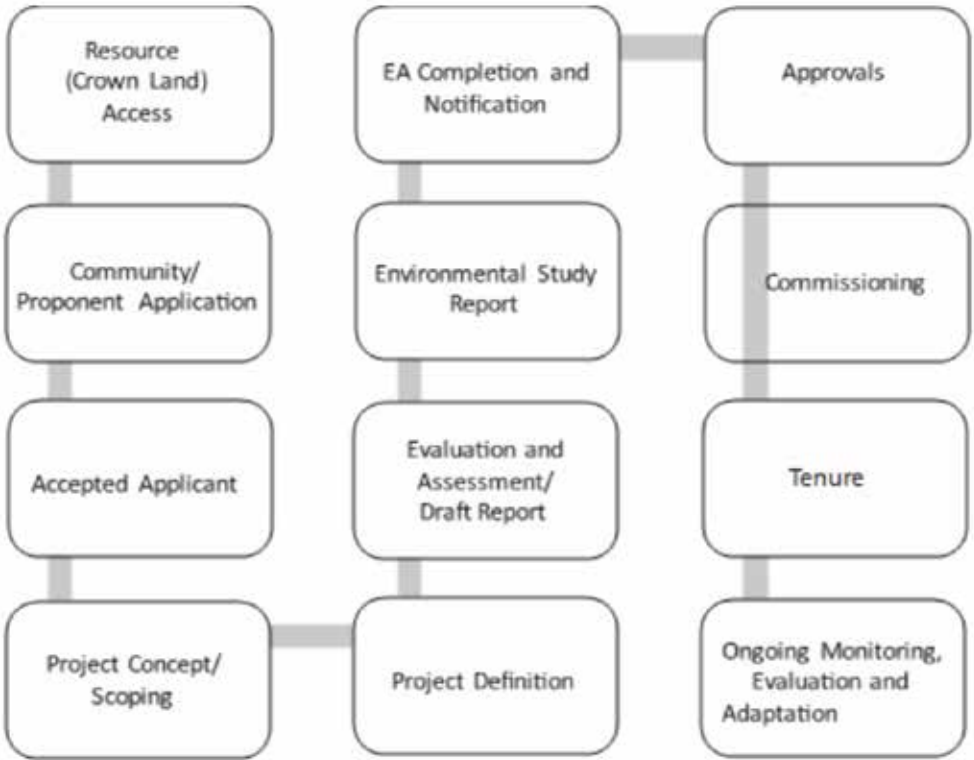 Resource
(Crown Land)
Access
Community/
Proponent Application
Accepted Applicant
Project Concept/
Scoping
Project Definition
Evaluation and
Assessment/
Draft Report
Environmental Study
Report
EA Completion and
Notification
Approvals
Commissioning
Tenure
Ongoing Monitoring,
Evaluation and
Adaptation